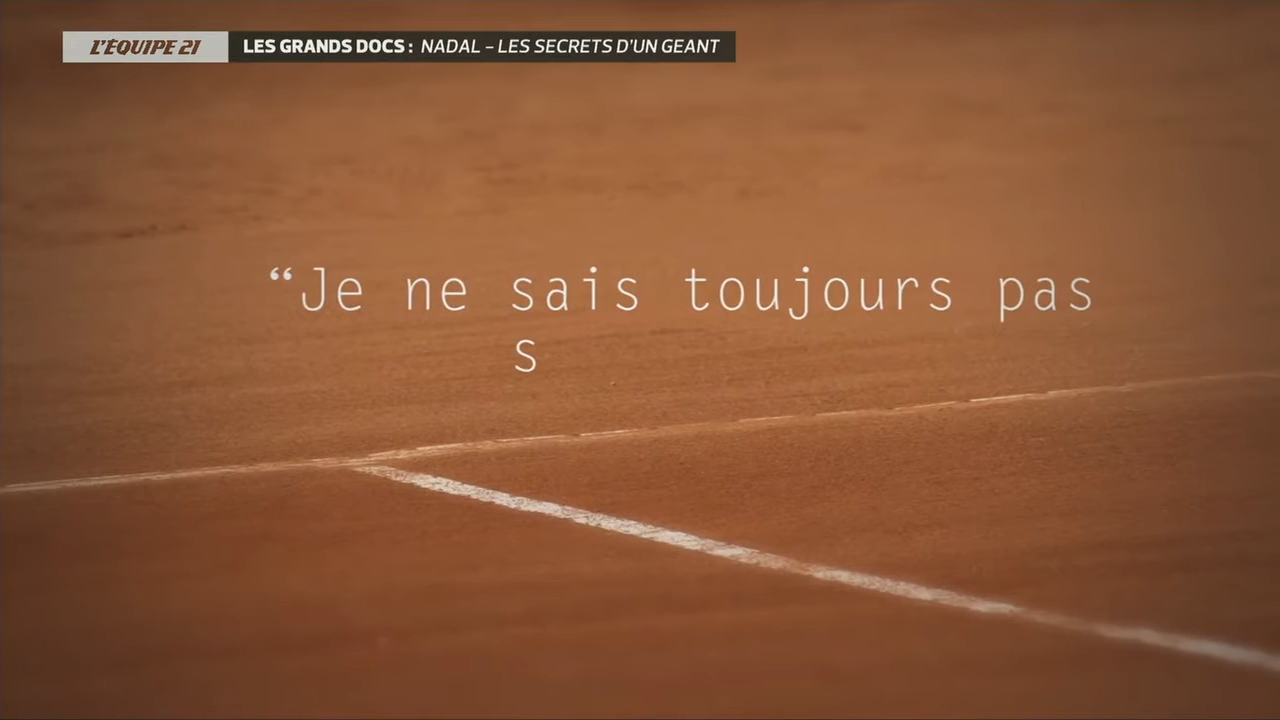 L'ÉQUIPE 21
LES GRANDS DOCS : NADAL - LES SECRETS D'UN GEANT
“Je ne sais toujours pas
s